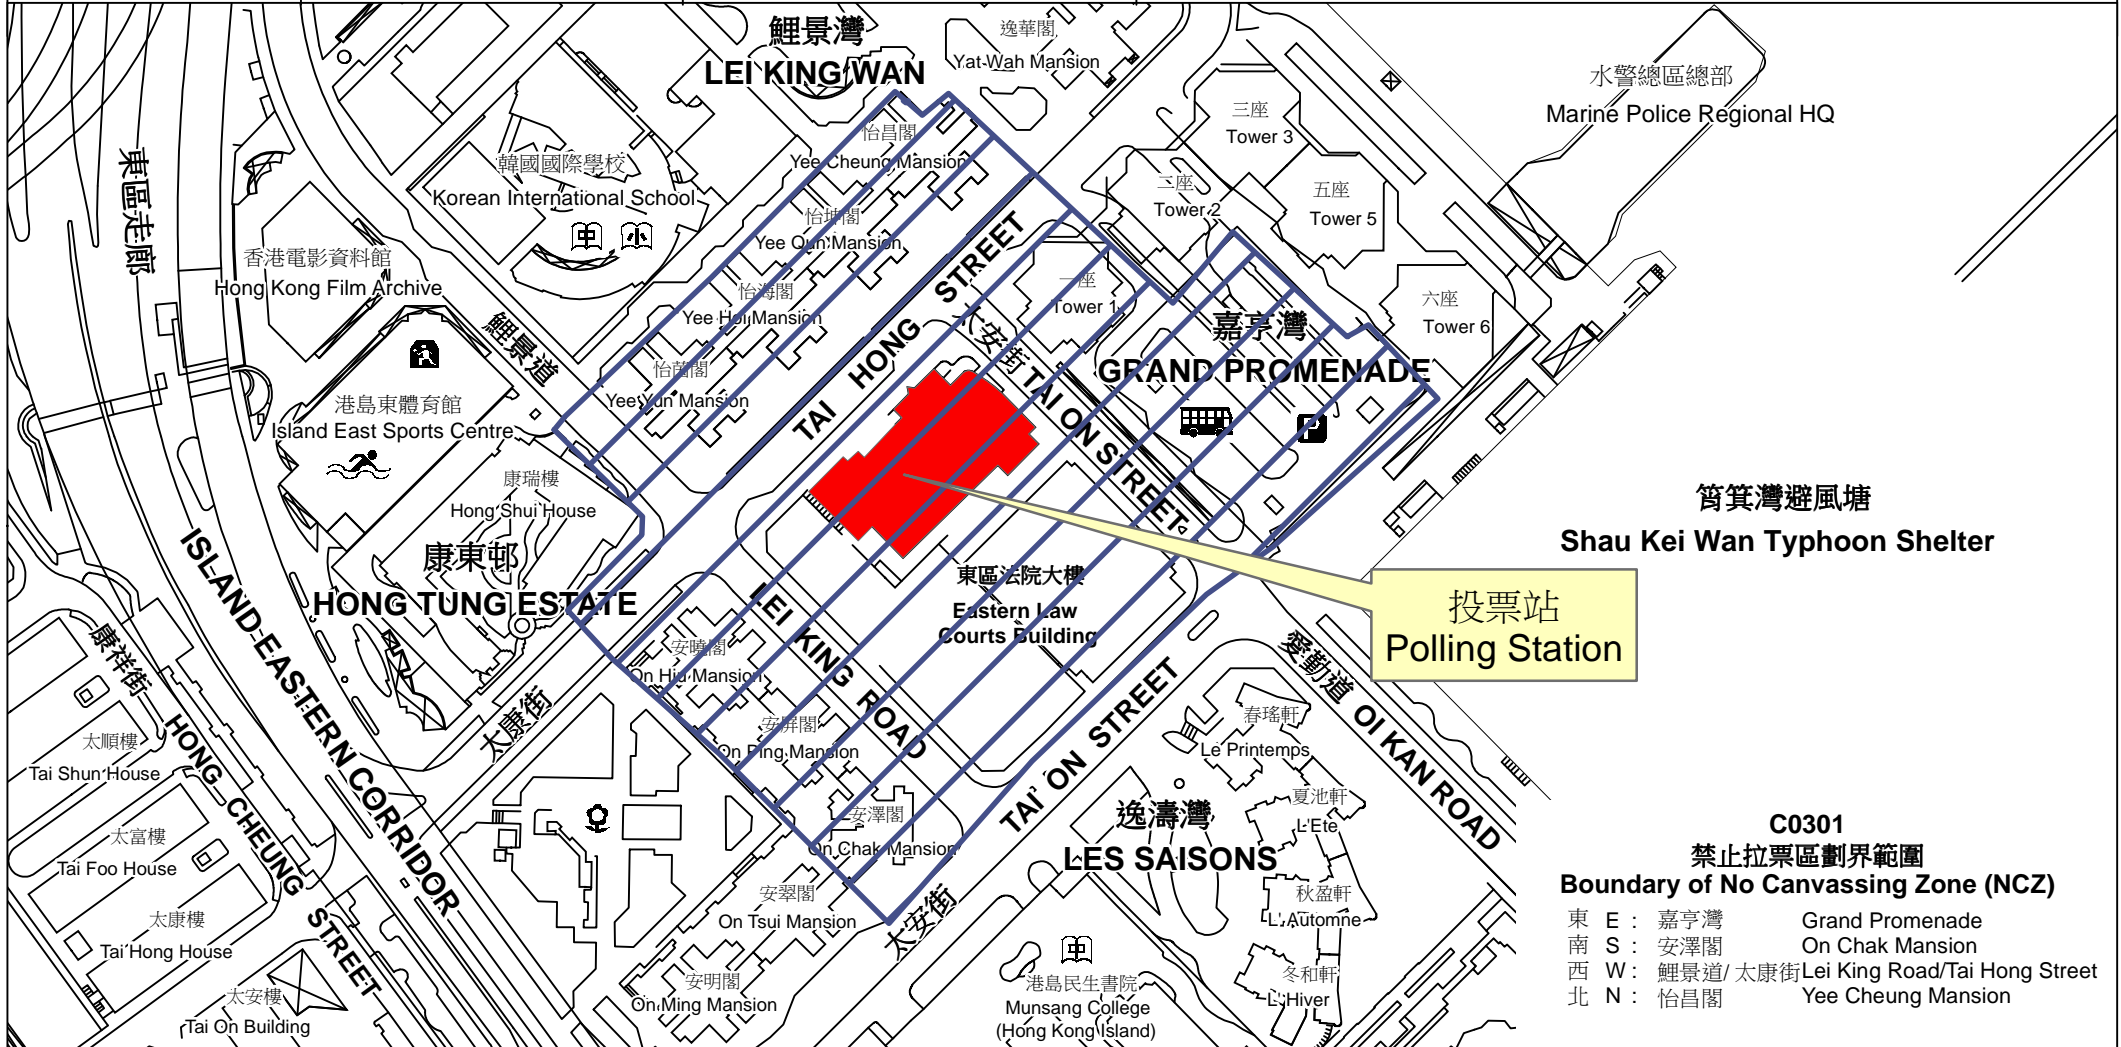 鯉景灣
LEI KING WAN
逸華閣
Yat Wah Mansion
水警總區總部
Marine Police Regional HQ
三座
Tower 3
二座
Tower 2
五座
Tower 5
六座
Tower 6
一座
Tower 1
怡昌閣
Yee Cheung Mansion
怡坤閣
Yee Qun Mansion
怡海閣
Yee Hoi Mansion
怡茵閣
Yee Yun Mansion
韓國國際學校
Korean International School
中 小
東區走廊
香港電影資料館
Hong Kong Film Archive
鯉景道
港島東體育館
Island East Sports Centre
康瑞樓
Hong Shui House
康東邨
HONG TUNG ESTATE
TAI HONG STREET
太安街 TAI ON STREET
嘉亨灣
GRAND PROMENADE
P
筲箕灣避風塘
Shau Kei Wan Typhoon Shelter
投票站
Polling Station
東區法院大樓
Eastern Law
Courts Building
LEI KING ROAD
安曉閣
On Hiu Mansion
安屏閣
On Ping Mansion
安澤閣
On Chak Mansion
安翠閣
On Tsui Mansion
安明閣
On Ming Mansion
太康街
ISLAND EASTERN CORRIDOR
康祥街
HONG CHEUNG STREET
太順樓
Tai Shun House
太富樓
Tai Foo House
太康樓
Tai Hong House
太安樓
Tai On Building
TAI ON STREET
太安街
愛勤道 OI KAN ROAD
春瑤軒
Le Printemps
夏池軒
L'Ete
逸濤灣
LES SAISONS
秋盈軒
L'Automne
冬和軒
L'Hiver
中
港島民生書院
Munsang College
(Hong Kong Island)
C0301
禁止拉票區劃界範圍
Boundary of No Canvassing Zone (NCZ)
東 E : 嘉亨灣 Grand Promenade
南 S : 安澤閣 On Chak Mansion
西 W : 鯉景道/ 太康街 Lei King Road/Tai Hong Street
北 N : 怡昌閣 Yee Cheung Mansion